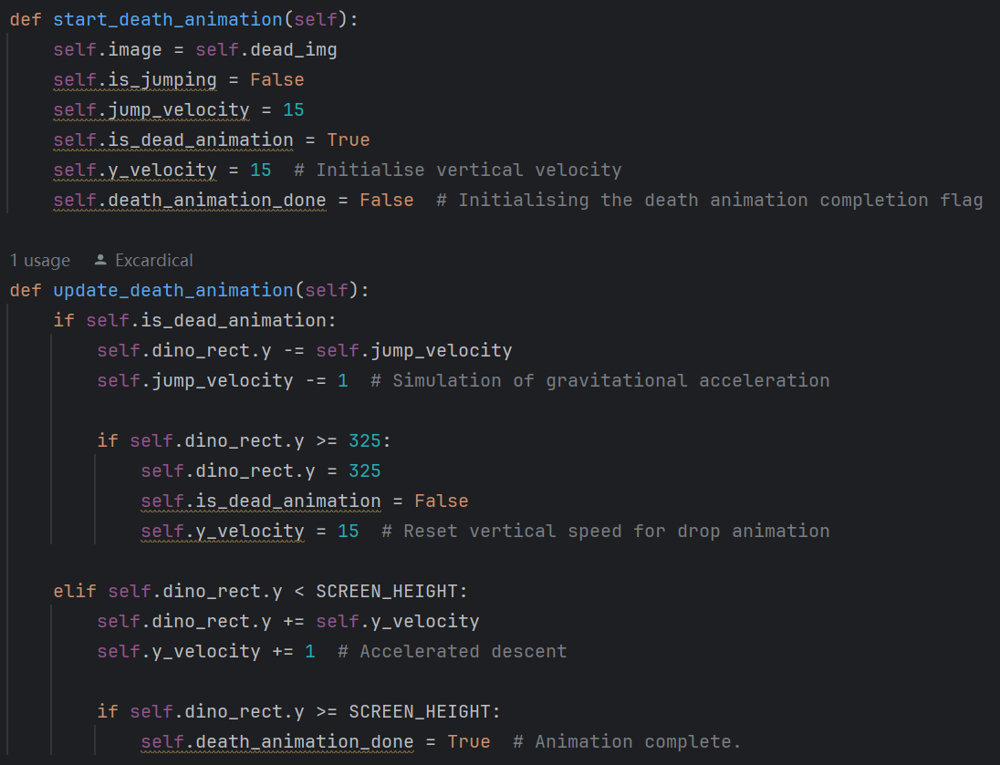 def start_death_animation(self):
    self.image = self.dead_img
    self.is_jumping = False
    self.jump_velocity = 15
    self.is_dead_animation = True
    self.y_velocity = 15  # Initialise vertical velocity
    self.death_animation_done = False  # Initialising the death animation completion flag
1 usage Excardical
def update_death_animation(self):
    if self.is_dead_animation:
        self.dino_rect.y -= self.jump_velocity
        self.jump_velocity -= 1  # Simulation of gravitational acceleration
        if self.dino_rect.y >= 325:
            self.dino_rect.y = 325
            self.is_dead_animation = False
            self.y_velocity = 15  # Reset vertical speed for drop animation
    elif self.dino_rect.y < SCREEN_HEIGHT:
        self.dino_rect.y += self.y_velocity
        self.y_velocity += 1  # Accelerated descent
        if self.dino_rect.y >= SCREEN_HEIGHT:
            self.death_animation_done = True  # Animation complete.